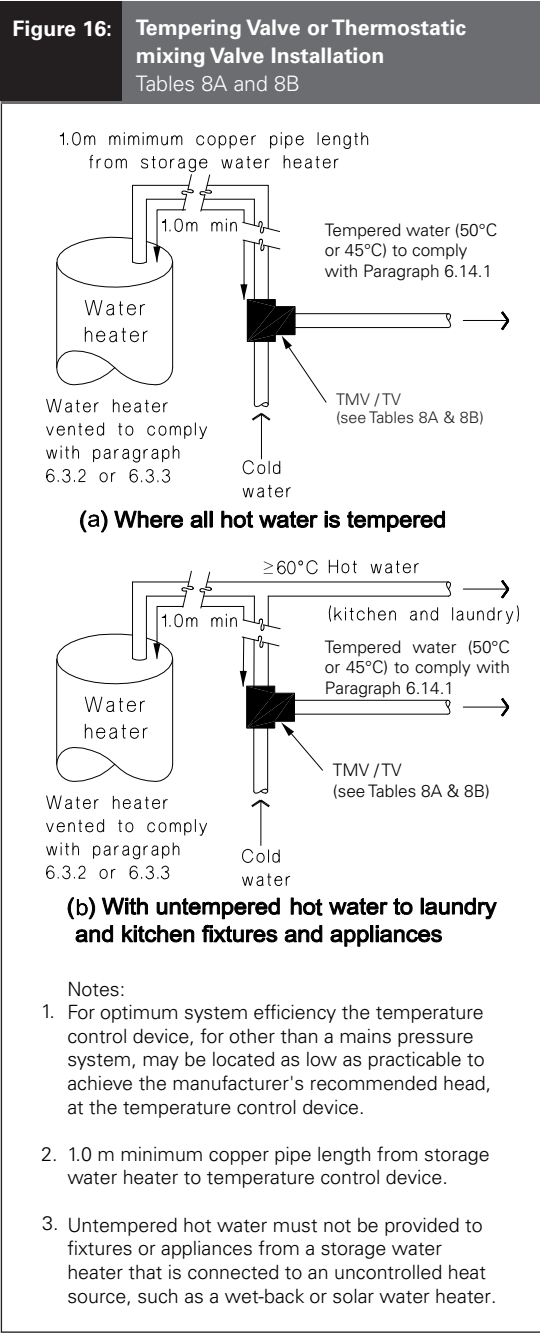 Figure 16:
Tempering Valve or Thermostatic
mixing Valve Installation
Tables 8A and 8B
1.0m mimimum copper pipe length
from storage water heater
1.0m min
Tempered water (50°C
or 45°C) to comply
with Paragraph 6.14.1
Water
heater
TMV / TV
(see Tables 8A & 8B)
Water heater
vented to comply
with paragraph
6.3.2 or 6.3.3
Cold
water
(a) Where all hot water is tempered
≥60°C Hot water
1.0m min
(kitchen and laundry)
Tempered water (50°C
or 45°C) to comply with
Paragraph 6.14.1
Water
heater
TMV / TV
(see Tables 8A & 8B)
Water heater
vented to comply
with paragraph
6.3.2 or 6.3.3
Cold
water
(b) With untempered hot water to laundry
and kitchen fixtures and appliances
Notes:
1. For optimum system efficiency the temperature
control device, for other than a mains pressure
system, may be located as low as practicable to
achieve the manufacturer's recommended head,
at the temperature control device.
2. 1.0 m minimum copper pipe length from storage
water heater to temperature control device.
3. Untempered hot water must not be provided to
fixtures or appliances from a storage water
heater that is connected to an uncontrolled heat
source, such as a wet-back or solar water heater.